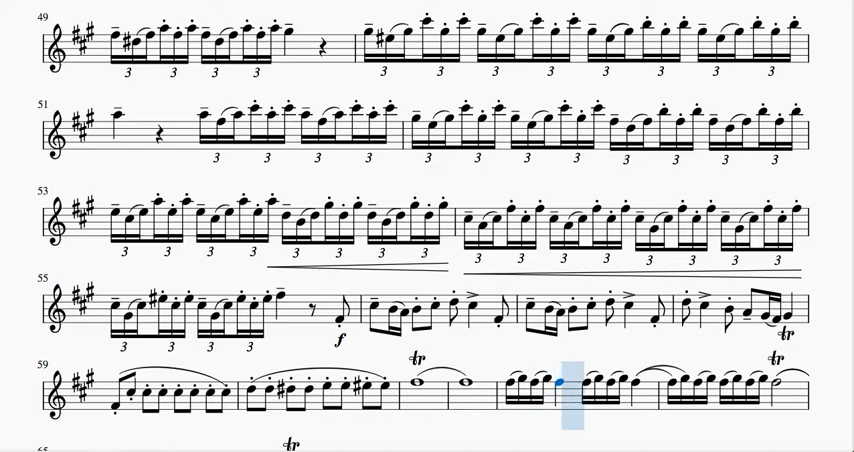 49
3 3 3 3 3 3 3 3 3 3 3 3
51
3 3 3 3 3 3 3 3 3 3 3 3
53
3 3 3 3 3 3 3 3 3 3 3 3 3 3 3 3
55
3 3 3 3 f tr
59 tr tr
tr